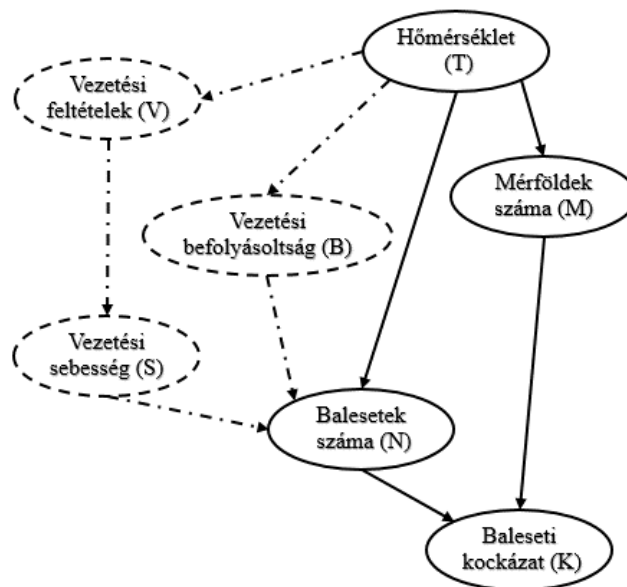 Hőmérséklet
(T)
Vezetési
feltételek (V)
Mérföldek
száma (M)
Vezetési
befolyásoltság (B)
Vezetési
sebesség (S)
Balesetek
száma (N)
Baleseti
kockázat (K)